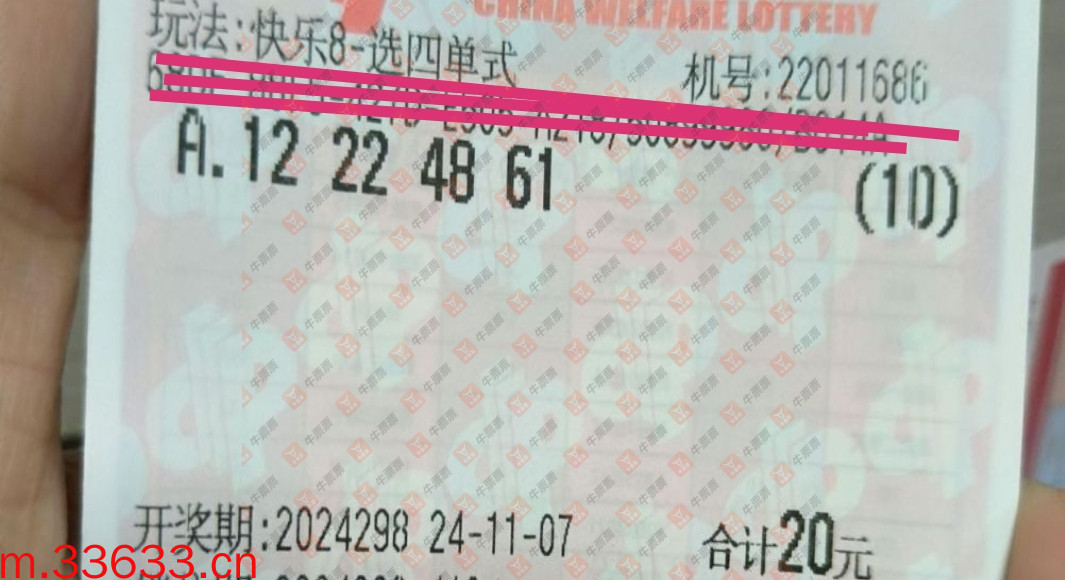 CHINA WELFARE LOTTERY
玩法:快乐8-选四单式
机号:22011686
A.12 22 48 61 (10)
开奖期:2024298 24-11-07 合计20元
m.33633.cn